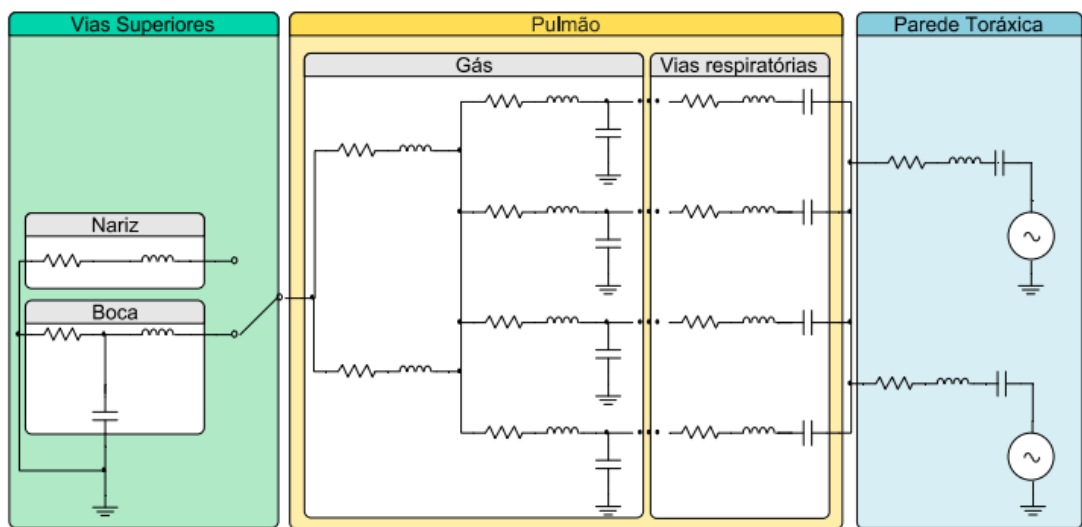 Vias Superiores
Pulmão
Parede Toráxica
Gás
Vias respiratórias
Nariz
Boca